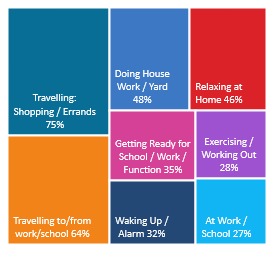 Travelling:
Shopping / Errands
75%
Doing House
Work / Yard
48%
Relaxing at
Home 46%
Getting Ready for
School / Work /
Function 35%
Exercising /
Working Out
28%
Travelling to/from
work/school 64%
Waking Up /
Alarm 32%
At Work /
School 27%